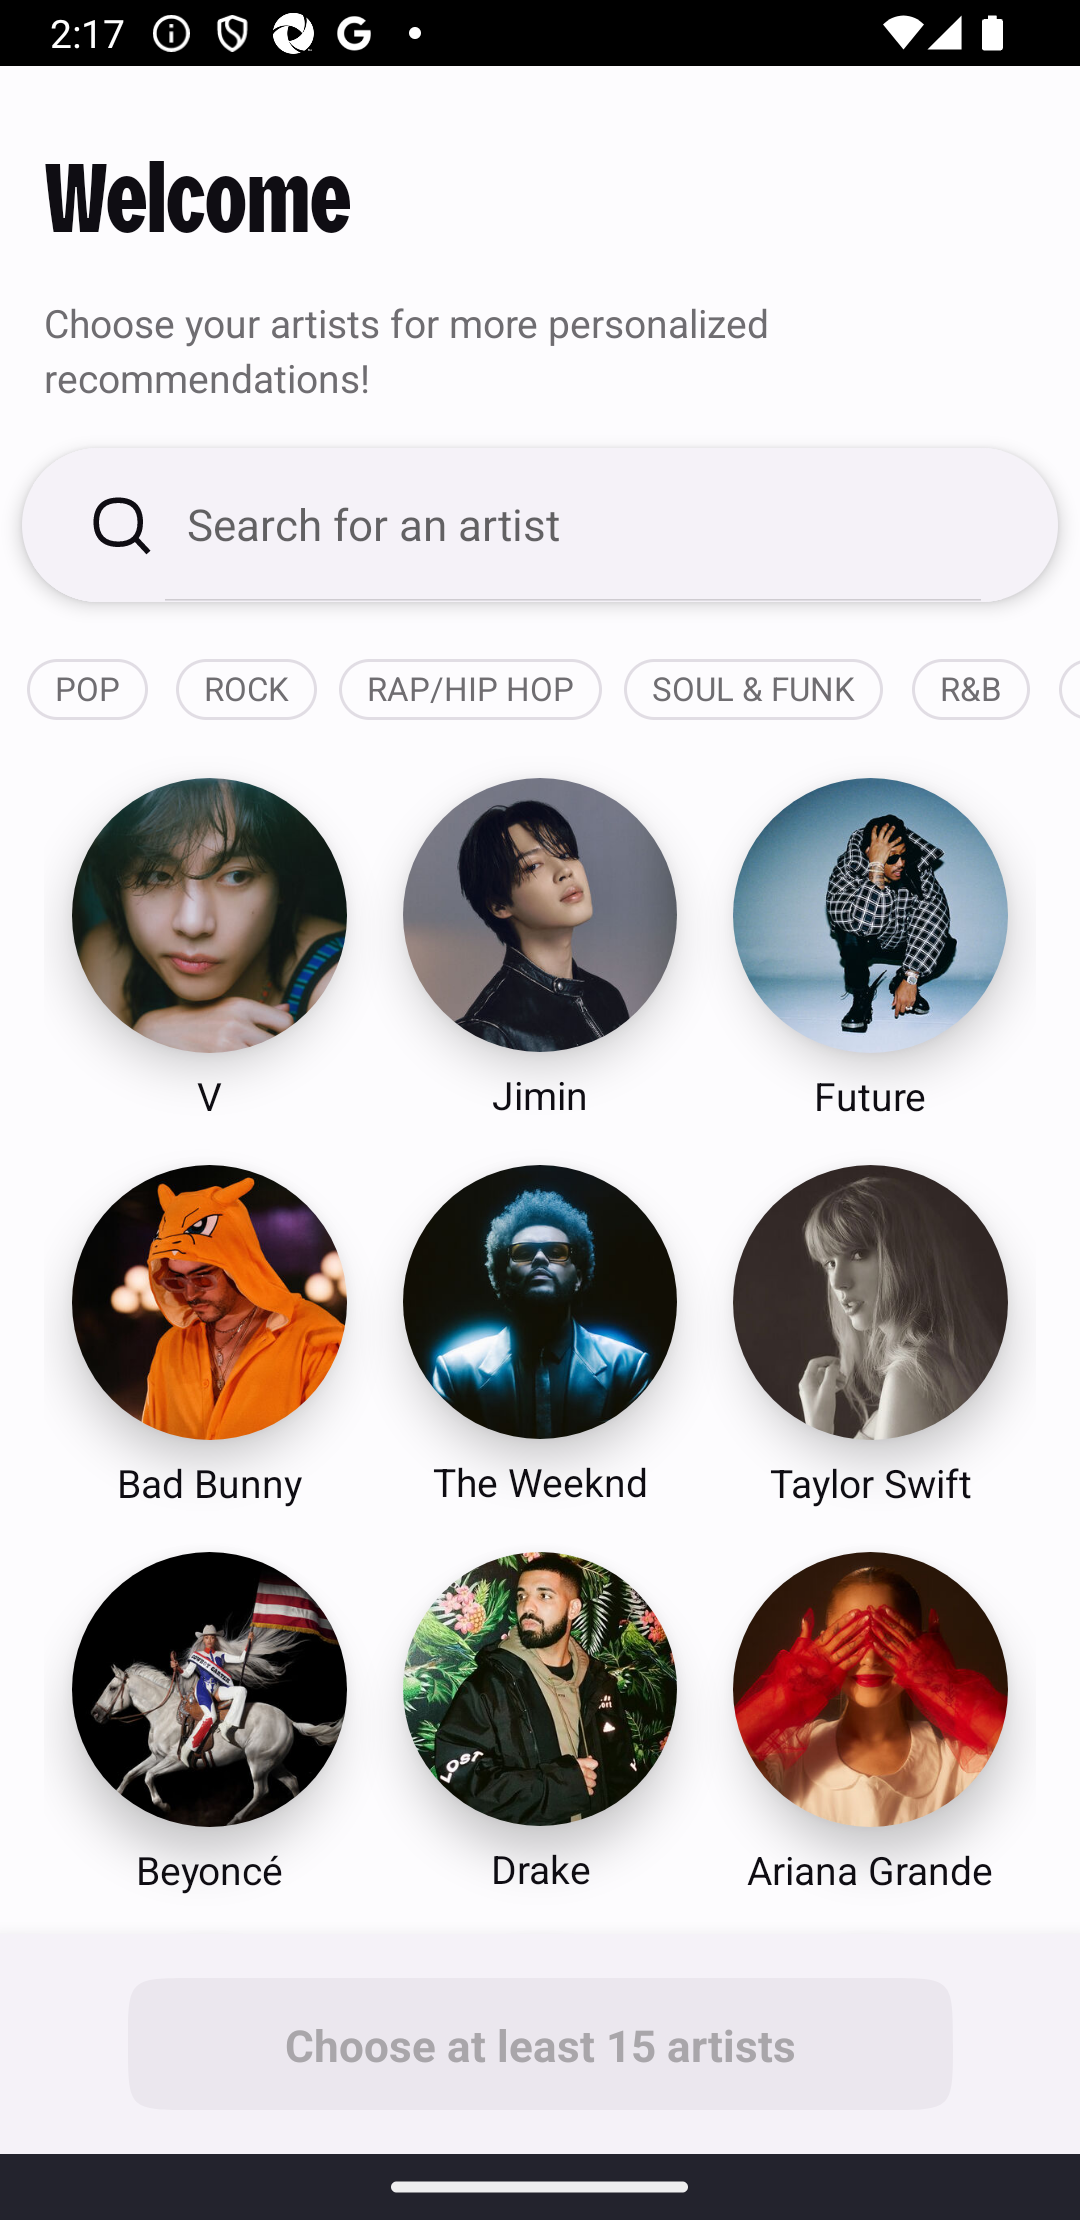 2:17
Welcome
Choose your artists for more personalized
recommendations!
Search for an artist
POP ROCK RAP/HIP HOP SOUL & FUNK R&B
V Jimin Future
Bad Bunny The Weeknd Taylor Swift
LOST
Beyoncé Drake Ariana Grande
Choose at least 15 artists